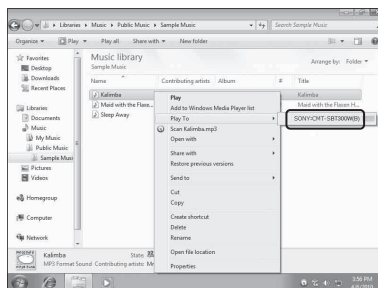 Libraries ▸ Music ▸ Public Music ▸ Sample Music
Search Sample Music
Organize ▾ Play ▾ Play all Share with ▾ New folder
Favorites
Desktop
Downloads
Recent Places
Libraries
Documents
Music
My Music
Public Music
Sample Musi
Pictures
Videos
Homegroup
Computer
Network
Music library
Sample Music
Arrange by: Folder ▾
Name Contributing artists Album # Title
Kalimba Kalimba
Maid with the Flaxe... Maid with the Flaxen H...
Sleep Away
Play
Add to Windows Media Player list
Play To
SONY:CMT-SBT300W(B)
Scan Kalimba.mp3
Open with
Share with
Restore previous versions
Send to
Cut
Copy
Create shortcut
Delete
Rename
Open file location
Properties
Kalimba State:
MP3 Format Sound Contributing artists:
3:56 PM